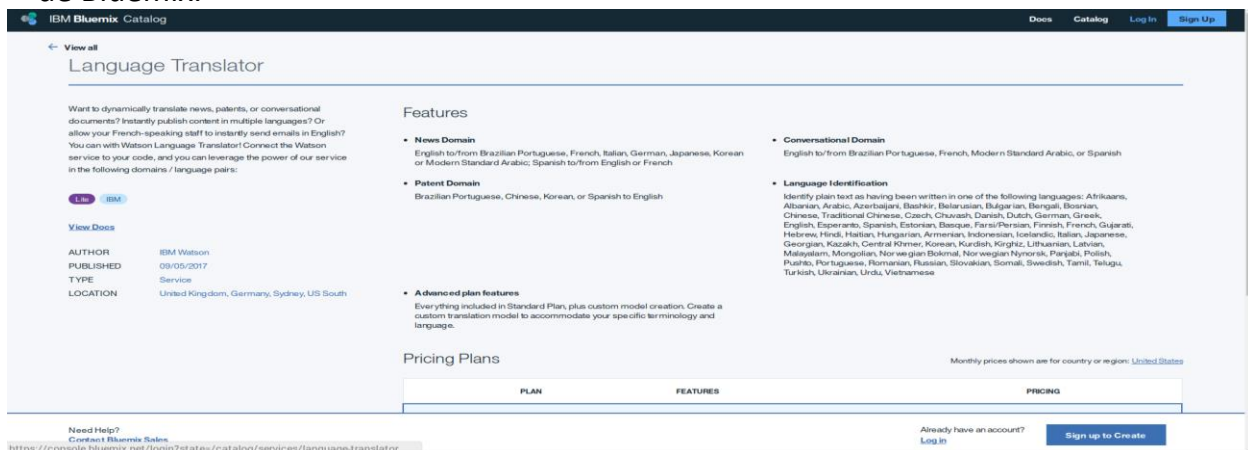 de Bluemix.
IBM Bluemix Catalog
Docs Catalog Log In Sign Up
← View all
Language Translator
Want to dynamically translate news, patents, or conversational
documents? Instantly publish content in multiple languages? Or
allow your French-speaking staff to instantly send emails in English?
You can with Watson Language Translator! Connect the Watson
service to your code, and you can leverage the power of our service
in the following domains / language pairs:
Lite IBM
View Docs
AUTHOR IBM Watson
PUBLISHED 09/05/2017
TYPE Service
LOCATION United Kingdom, Germany, Sydney, US South
Features
• News Domain
English to/from Brazilian Portuguese, French, Italian, German, Japanese, Korean
or Modern Standard Arabic; Spanish to/from English or French
• Conversational Domain
English to/from Brazilian Portuguese, French, Modern Standard Arabic, or Spanish
• Patent Domain
Brazilian Portuguese, Chinese, Korean, or Spanish to English
• Language Identification
Identify plain text as having been written in one of the following languages: Afrikaans,
Albanian, Arabic, Azerbaijani, Bashkir, Belarusian, Bulgarian, Bengali, Bosnian,
Chinese, Traditional Chinese, Czech, Chuvash, Danish, Dutch, German, Greek,
English, Esperanto, Spanish, Estonian, Basque, Farsi/Persian, Finnish, French, Gujarati,
Hebrew, Hindi, Haitian, Hungarian, Armenian, Indonesian, Icelandic, Italian, Japanese,
Georgian, Kazakh, Central Khmer, Korean, Kurdish, Kirghiz, Lithuanian, Latvian,
Malayalam, Mongolian, Norwegian Bokmal, Norwegian Nynorsk, Panjabi, Polish,
Pushto, Portuguese, Romanian, Russian, Slovakian, Somali, Swedish, Tamil, Telugu,
Turkish, Ukrainian, Urdu, Vietnamese
• Advanced plan features
Everything included in Standard Plan, plus custom model creation. Create a
custom translation model to accommodate your specific terminology and
language.
Pricing Plans
Monthly prices shown are for country or region: United States
PLAN FEATURES PRICING
Need Help?
Contact Bluemix Sales
Already have an account?
Log in
Sign up to Create
https://console.bluemix.net/login?state=/catalog/services/language-translator